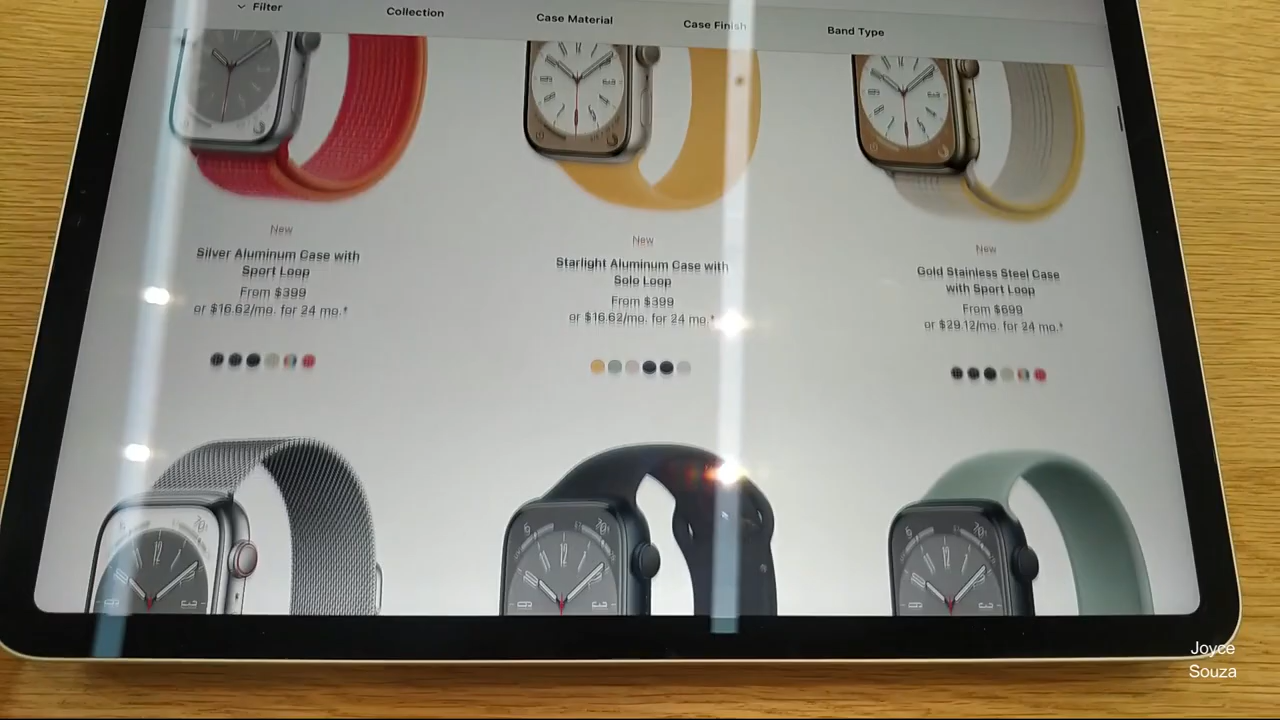 Filter
Collection
Case Material
Case Finish
Band Type
New
Silver Aluminum Case with
Sport Loop
From $399
or $16.62/mo. for 24 mo.†
New
Starlight Aluminum Case with
Solo Loop
From $399
or $16.62/mo. for 24 mo.
New
Gold Stainless Steel Case
with Sport Loop
From $699
or $29.12/mo. for 24 mo.†
Joyce
Souza